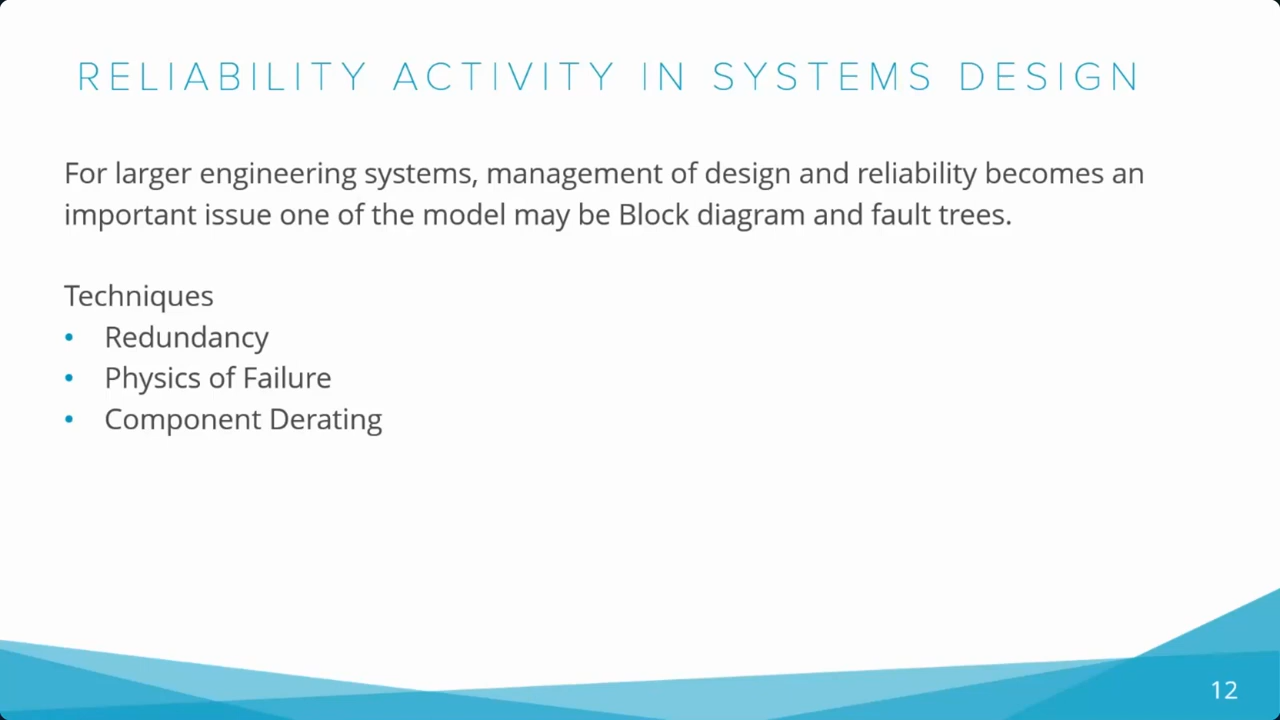 RELIABILITY ACTIVITY IN SYSTEMS DESIGN
For larger engineering systems, management of design and reliability becomes an
important issue one of the model may be Block diagram and fault trees.
Techniques
• Redundancy
• Physics of Failure
• Component Derating
12